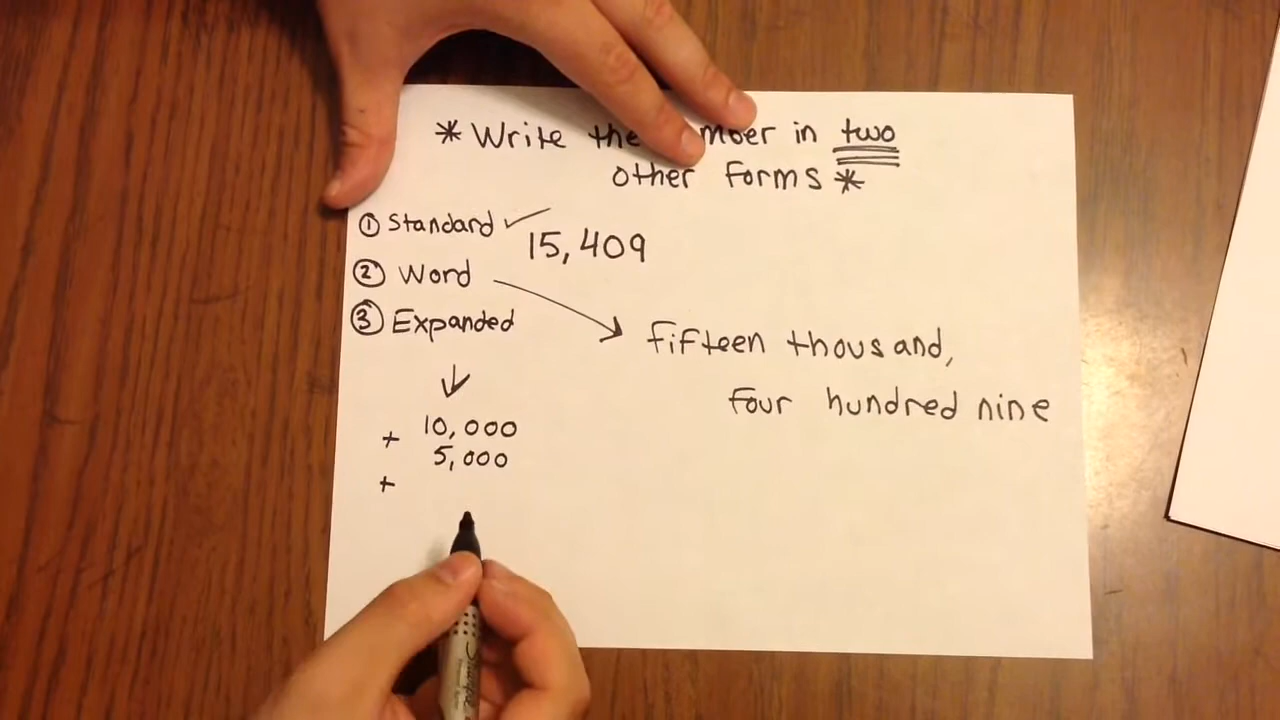 * Write the in two
other forms *
① Standard ✓ 15,409
② Word →
③ Expanded
fifteen thousand,
four hundred nine
↓
10,000
+ 5,000
+